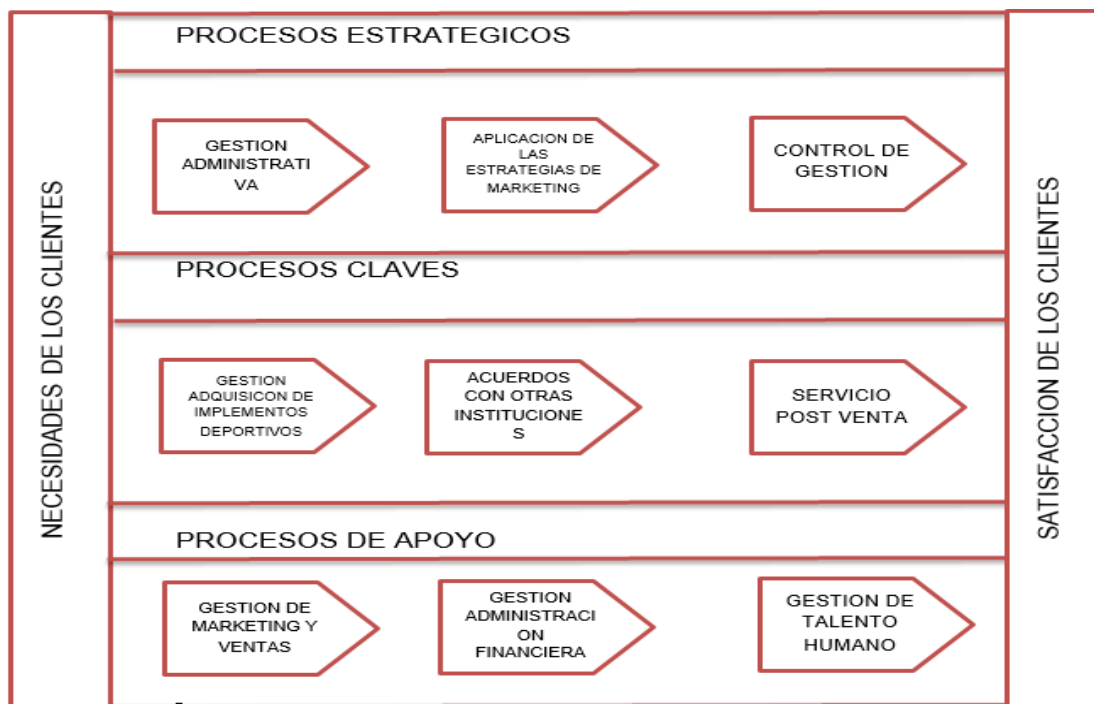 NECESIDADES DE LOS CLIENTES
PROCESOS ESTRATEGICOS
GESTION
ADMINISTRATI
VA
APLICACION DE
LAS
ESTRATEGIAS DE
MARKETING
CONTROL DE
GESTION
PROCESOS CLAVES
GESTION
ADQUISICON DE
IMPLEMENTOS
DEPORTIVOS
ACUERDOS
CON OTRAS
INSTITUCIONE
S
SERVICIO
POST VENTA
PROCESOS DE APOYO
GESTION DE
MARKETING Y
VENTAS
GESTION
ADMINISTRACI
ON
FINANCIERA
GESTION DE
TALENTO
HUMANO
SATISFACCION DE LOS CLIENTES